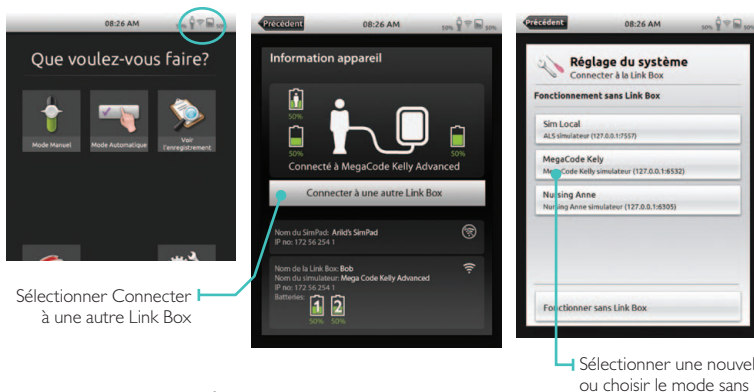 08:26 AM
50%
50%
Que voulez-vous faire?
Mode Manuel
Mode Automatique
Voir
l'enregistrement
Sélectionner Connecter
à une autre Link Box
Précédent
08:26 AM
50%
50%
Information appareil
50%
50%
50%
Connecté à MegaCode Kelly Advanced
Connecter à une autre Link Box
Nom du SimPad: Arild's SimPad
IP no: 172 56 254 1
Nom de la Link Box: Bob
Nom du simulateur: Mega Code Kelly Advanced
IP no: 172 56 254 1
Batteries:
1 2
50% 50%
Précédent
08:26 AM
50%
50%
Réglage du système
Connecter à la Link Box
Fonctionnement sans Link Box
Sim Local
ALS simulateur (127.0.0.1:7557)
MegaCode Kely
MegaCode Kelly simulateur (127.0.0.1:6532)
Nursing Anne
Nursing Anne simulateur (127.0.0.1:6305)
Fonctionner sans Link Box
Sélectionner une nouvel
ou choisir le mode sans